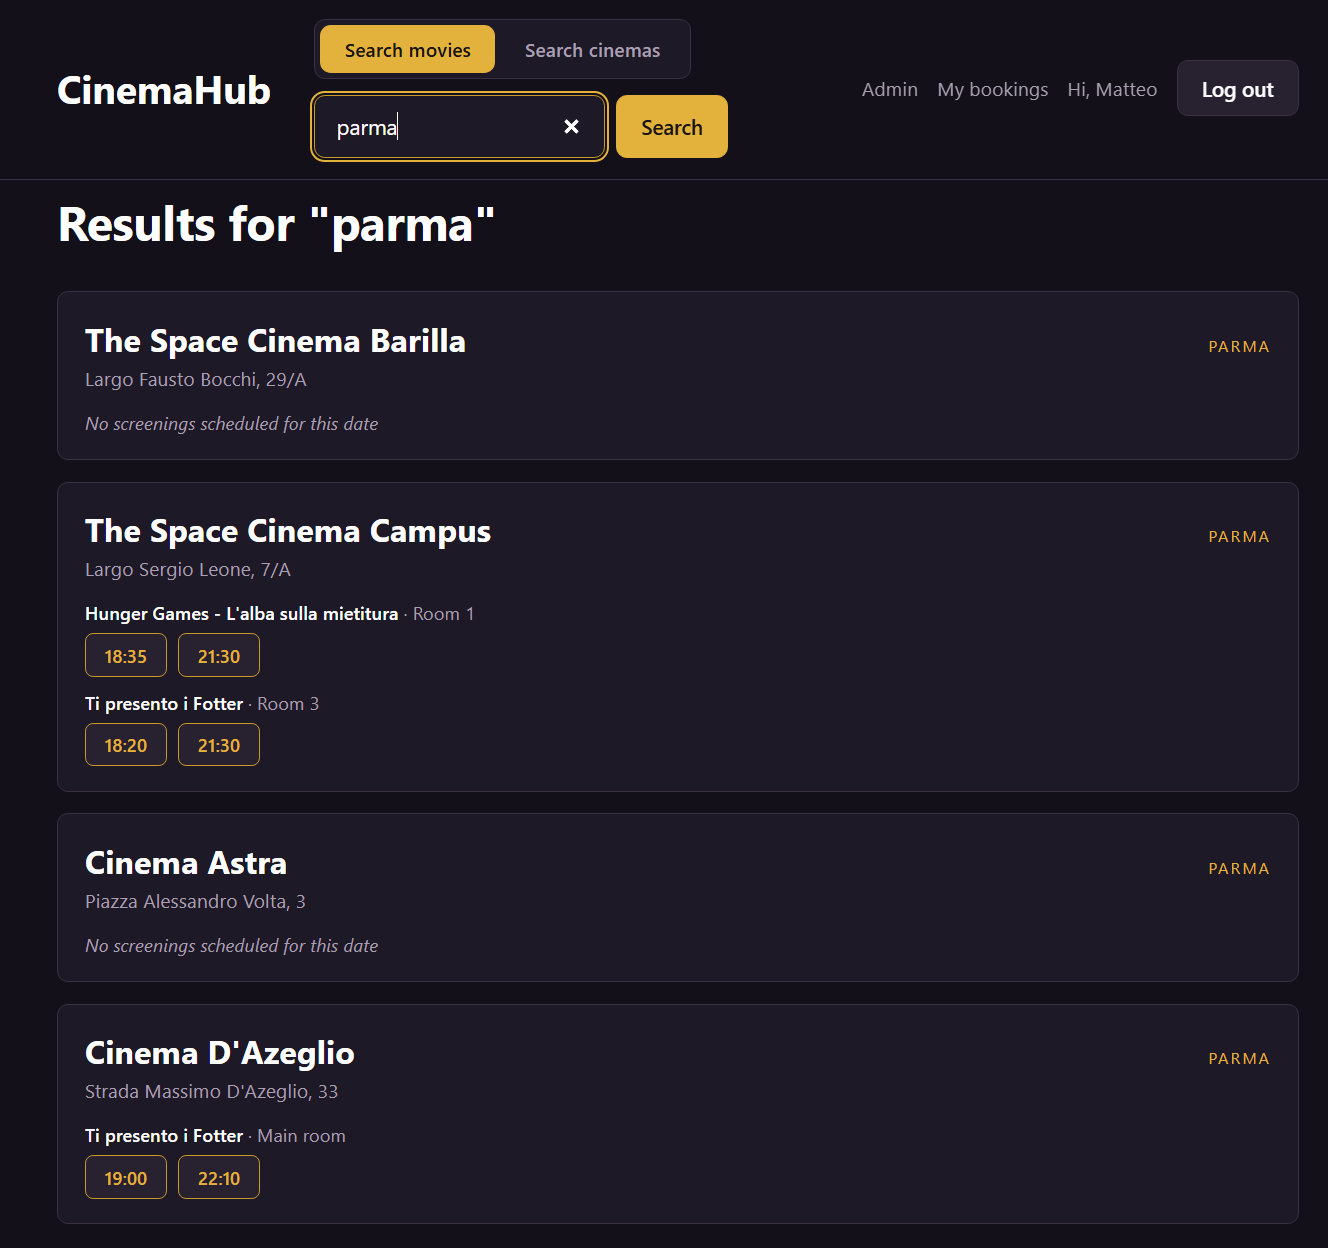 CinemaHub
Search movies Search cinemas
parma × Search
Admin My bookings Hi, Matteo Log out
Results for "parma"
The Space Cinema Barilla PARMA
Largo Fausto Bocchi, 29/A
No screenings scheduled for this date
The Space Cinema Campus PARMA
Largo Sergio Leone, 7/A
Hunger Games - L'alba sulla mietitura · Room 1
18:35 21:30
Ti presento i Fotter · Room 3
18:20 21:30
Cinema Astra PARMA
Piazza Alessandro Volta, 3
No screenings scheduled for this date
Cinema D'Azeglio PARMA
Strada Massimo D'Azeglio, 33
Ti presento i Fotter · Main room
19:00 22:10